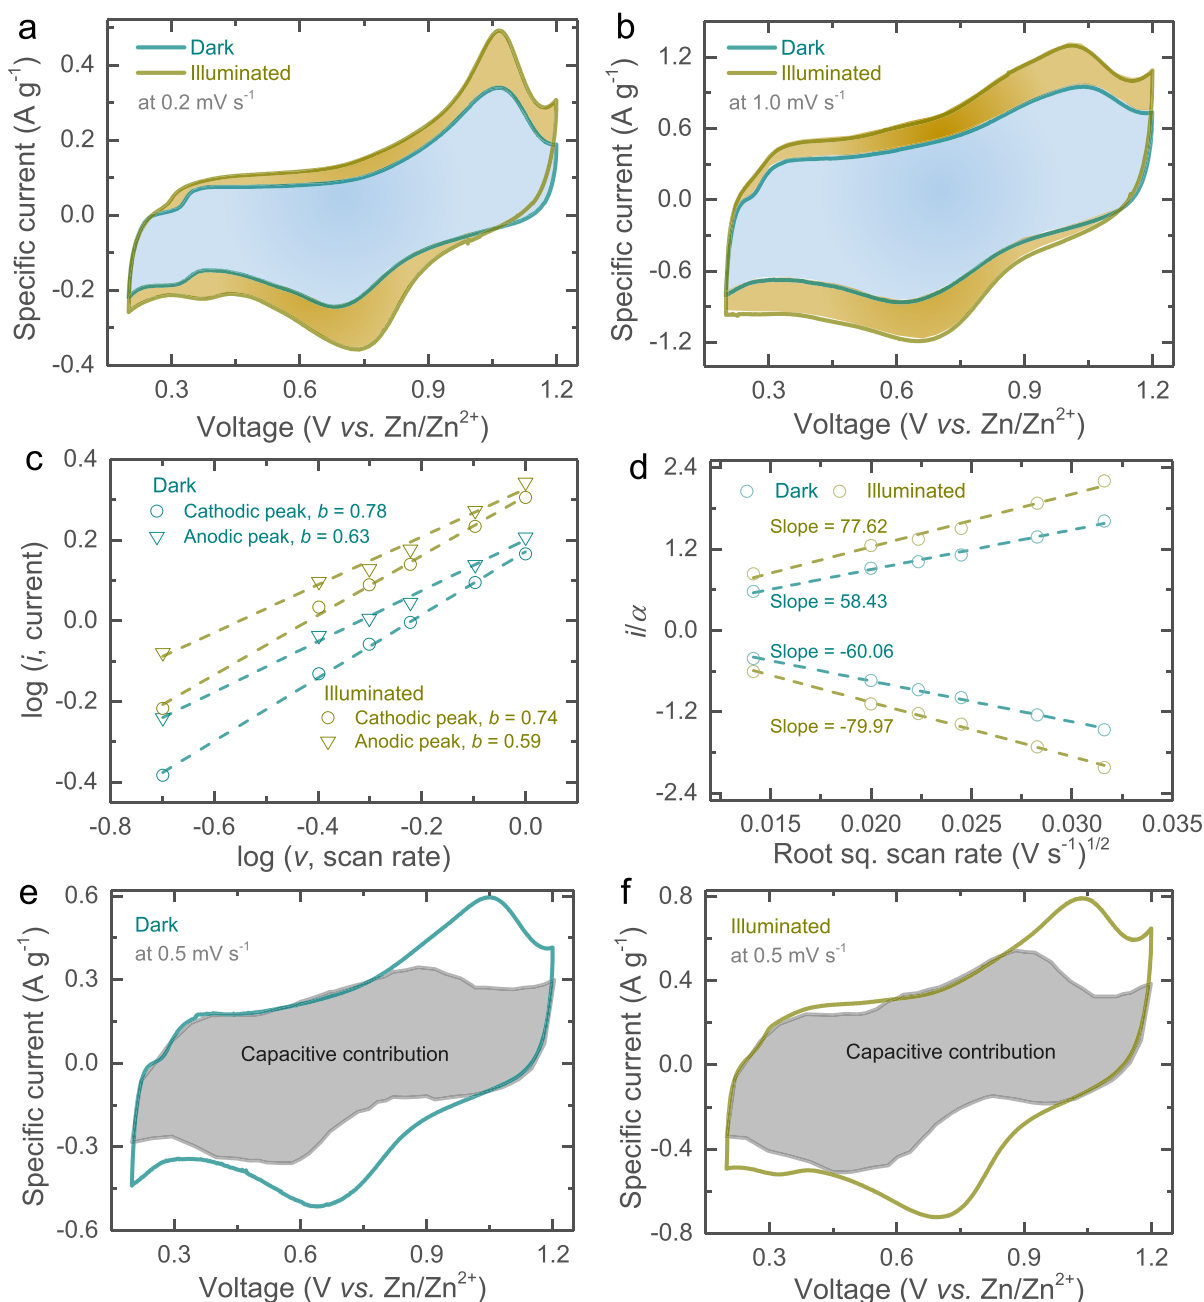 a
Dark
Illuminated
at 0.2 mV s⁻¹
Specific current (A g⁻¹)
0.4
0.2
0.0
-0.2
-0.4
0.3
0.6
0.9
1.2
Voltage (V vs. Zn/Zn²⁺)
b
Dark
Illuminated
at 1.0 mV s⁻¹
Specific current (A g⁻¹)
1.2
0.6
0.0
-0.6
-1.2
0.3
0.6
0.9
1.2
Voltage (V vs. Zn/Zn²⁺)
c
Dark
Cathodic peak, b = 0.78
Anodic peak, b = 0.63
Illuminated
Cathodic peak, b = 0.74
Anodic peak, b = 0.59
log (i, current)
0.4
0.2
0.0
-0.2
-0.4
-0.8
-0.6
-0.4
-0.2
0.0
log (v, scan rate)
d
Dark
Illuminated
Slope = 77.62
Slope = 58.43
Slope = -60.06
Slope = -79.97
i/α
2.4
1.2
0.0
-1.2
-2.4
0.015
0.020
0.025
0.030
0.035
Root sq. scan rate (V s⁻¹)¹/²
e
Dark
at 0.5 mV s⁻¹
Capacitive contribution
Specific current (A g⁻¹)
0.6
0.3
0.0
-0.3
-0.6
0.3
0.6
0.9
1.2
Voltage (V vs. Zn/Zn²⁺)
f
Illuminated
at 0.5 mV s⁻¹
Capacitive contribution
Specific current (A g⁻¹)
0.8
0.4
0.0
-0.4
-0.8
0.3
0.6
0.9
1.2
Voltage (V vs. Zn/Zn²⁺)